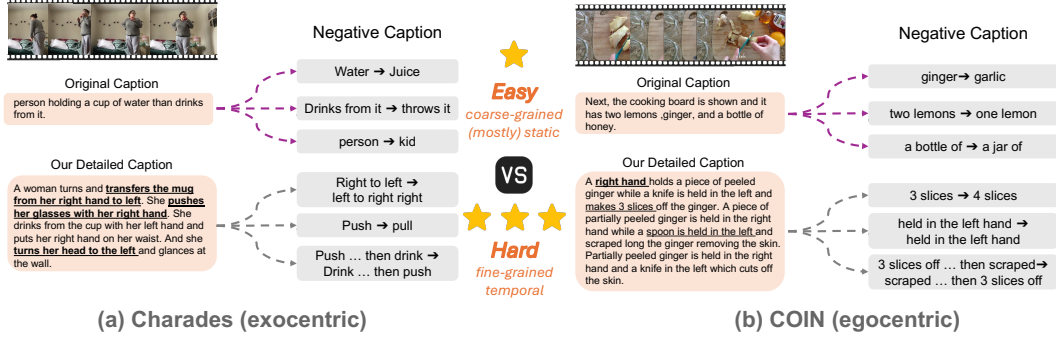 Original Caption
person holding a cup of water than drinks
from it.
Negative Caption
Water ➔ Juice
Drinks from it ➔ throws it
person ➔ kid
Our Detailed Caption
A woman turns and transfers the mug
from her right hand to left. She pushes
her glasses with her right hand. She
drinks from the cup with her left hand and
puts her right hand on her waist. And she
turns her head to the left and glances at
the wall.
Right to left ➔
left to right right
Push ➔ pull
Push … then drink ➔
Drink … then push
(a) Charades (exocentric)
Easy
coarse-grained
(mostly) static
VS
Hard
fine-grained
temporal
Original Caption
Next, the cooking board is shown and it
has two lemons ,ginger, and a bottle of
honey.
Negative Caption
ginger➔ garlic
two lemons ➔ one lemon
a bottle of ➔ a jar of
Our Detailed Caption
A right hand holds a piece of peeled
ginger while a knife is held in the left and
makes 3 slices off the ginger. A piece of
partially peeled ginger is held in the right
hand while a spoon is held in the left and
scraped long the ginger removing the skin.
Partially peeled ginger is held in the right
hand and a knife in the left which cuts off
the skin.
3 slices ➔ 4 slices
held in the left hand ➔
held in the left hand
3 slices off … then scraped➔
scraped … then 3 slices off
(b) COIN (egocentric)